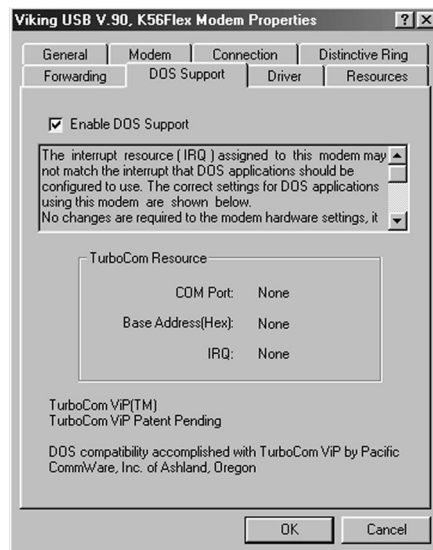 Viking USB V.90, K56Flex Modem Properties
General Modem Connection Distinctive Ring
Forwarding DOS Support Driver Resources
Enable DOS Support
The interrupt resource ( IRQ ) assigned to this modem may
not match the interrupt that DOS applications should be
configured to use. The correct settings for DOS applications
using this modem are shown below.
No changes are required to the modem hardware settings, it
TurboCom Resource
COM Port: None
Base Address(Hex): None
IRQ: None
TurboCom ViP(TM)
TurboCom ViP Patent Pending
DOS compatibility accomplished with TurboCom ViP by Pacific
CommWare, Inc. of Ashland, Oregon
OK Cancel